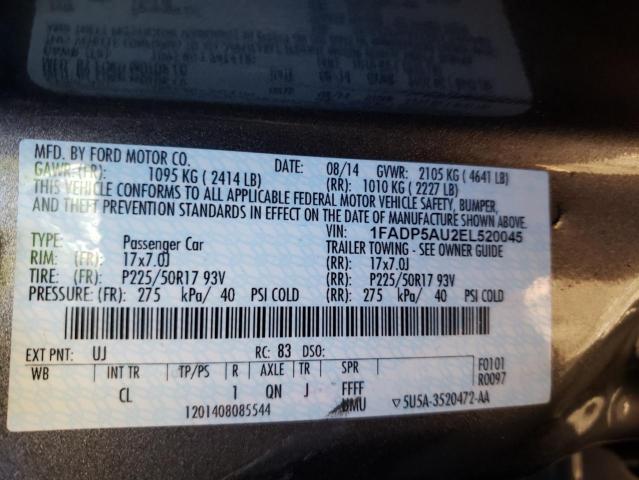 MFD. BY FORD MOTOR CO.
DATE: 08/14 GVWR: 2105 KG ( 4641 LB)
GAWR: (FR): 1095 KG ( 2414 LB) (RR): 1010 KG ( 2227 LB)
THIS VEHICLE CONFORMS TO ALL APPLICABLE FEDERAL MOTOR VEHICLE SAFETY, BUMPER,
AND THEFT PREVENTION STANDARDS IN EFFECT ON THE DATE OF MANUFACTURE SHOWN ABOVE.
VIN: 1FADP5AU2EL520045
TYPE: Passenger Car TRAILER TOWING - SEE OWNER GUIDE
RIM: (FR): 17x7.0J (RR): 17x7.0J
TIRE: (FR): P225/50R17 93V (RR): P225/50R17 93V
PRESSURE: (FR): 275 kPa/ 40 PSI COLD (RR): 275 kPa/ 40 PSI COLD
EXT PNT: UJ RC: 83 DSO:
WB INT TR TP/PS R AXLE TR SPR F0101
R0097
CL 1 QN J FFFF
1201408085544 UMU ▽5U5A-3520472-AA